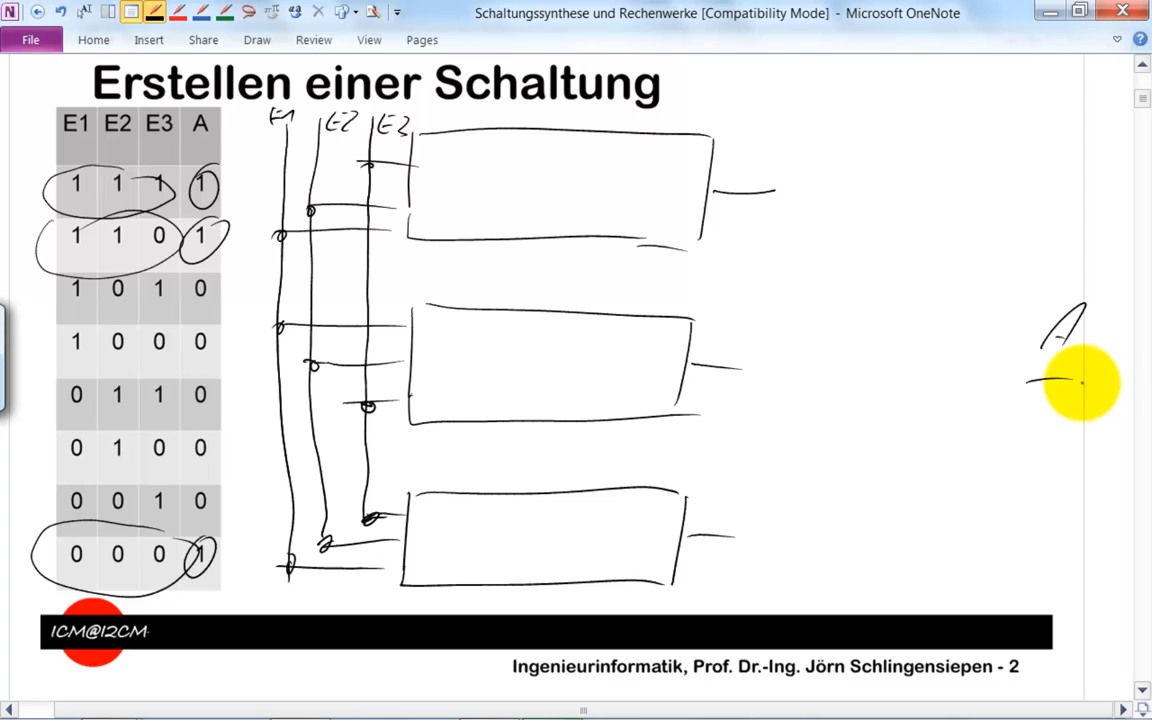 Schaltungssynthese und Rechenwerke [Compatibility Mode] - Microsoft OneNote
File Home Insert Share Draw Review View Pages
Erstellen einer Schaltung
E1 E2 E3 A
1 1 1 1
1 1 0 1
1 0 1 0
1 0 0 0
0 1 1 0
0 1 0 0
0 0 1 0
0 0 0 1
E1 E2 E3
A
1CM@12CM
Ingenieurinformatik, Prof. Dr.-Ing. Jörn Schlingensiepen - 2